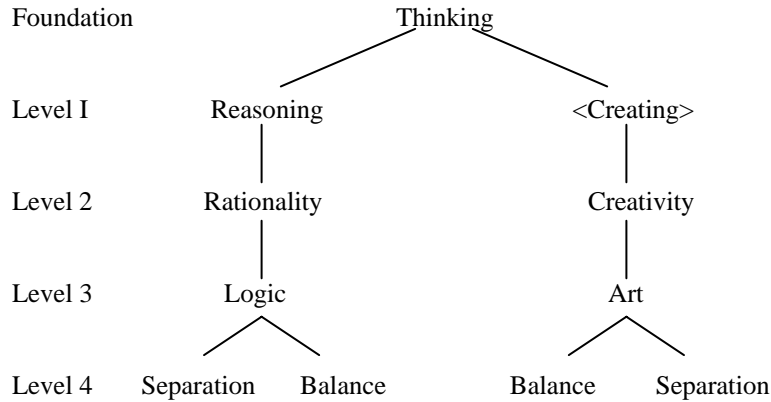 Foundation Thinking
Level I Reasoning <Creating>
Level 2 Rationality Creativity
Level 3 Logic Art
Level 4 Separation Balance Balance Separation